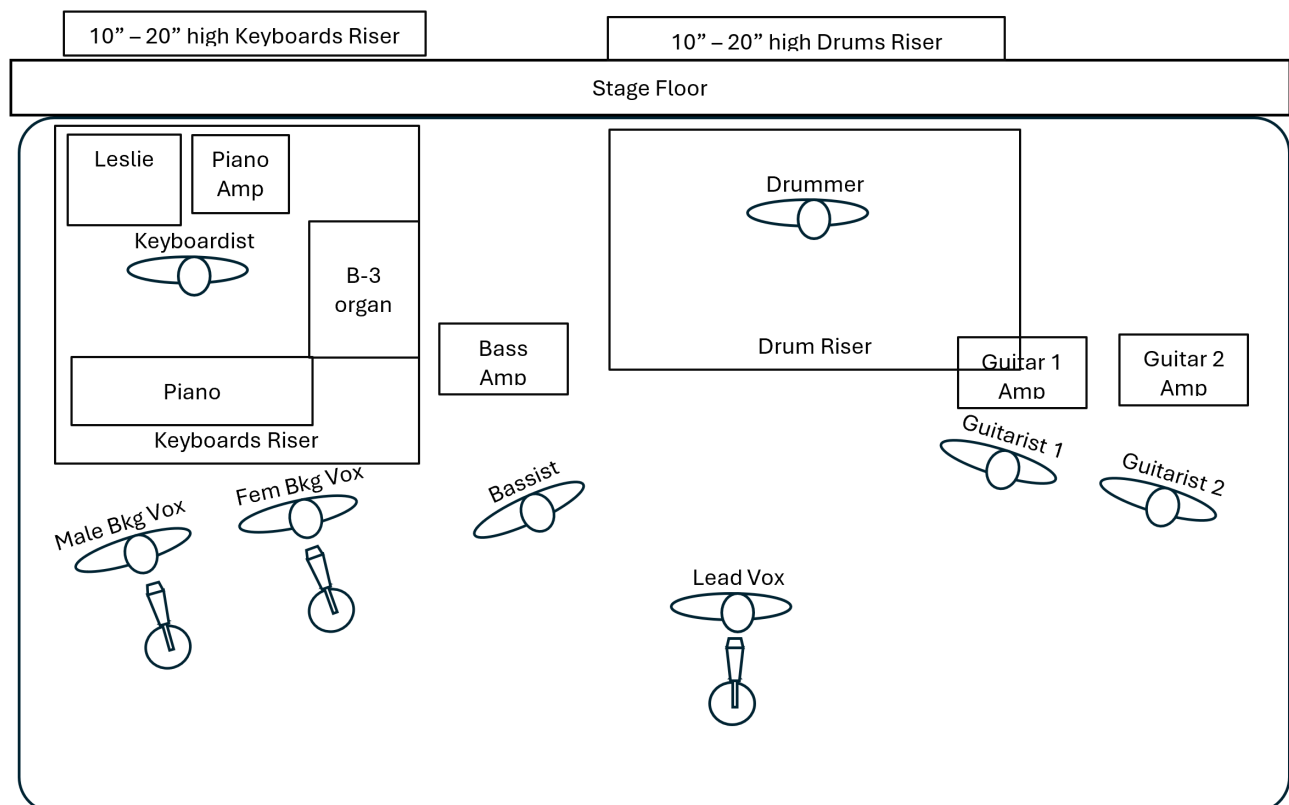 10” – 20” high Keyboards Riser
10” – 20” high Drums Riser
Stage Floor
Leslie
Piano
Amp
Keyboardist
B-3
organ
Piano
Keyboards Riser
Drummer
Drum Riser
Bass
Amp
Guitar 1
Amp
Guitar 2
Amp
Guitarist 1
Guitarist 2
Male Bkg Vox
Fem Bkg Vox
Bassist
Lead Vox